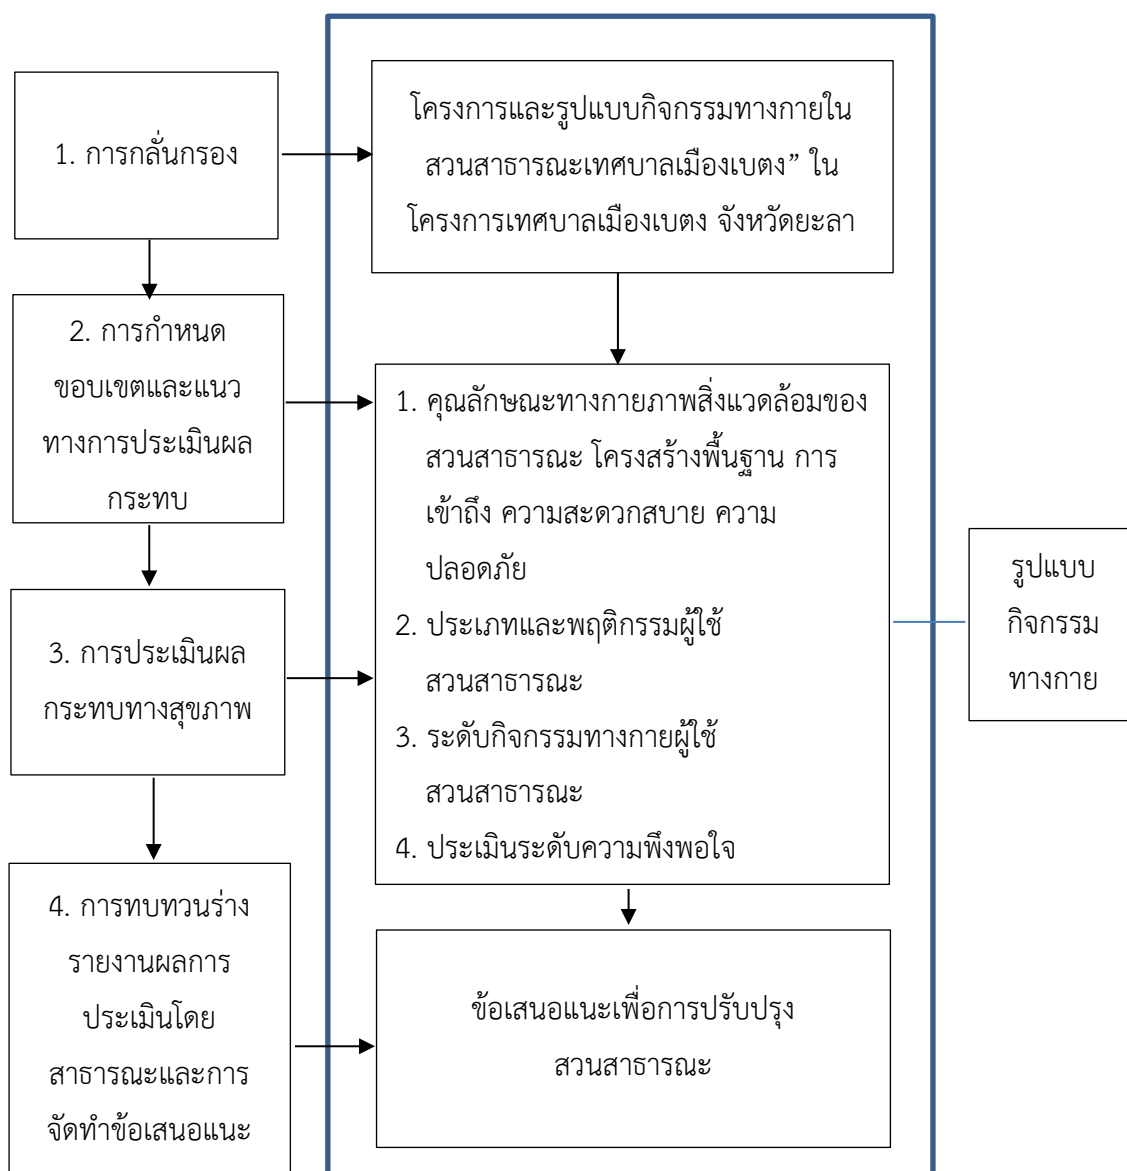 1. การกลั่นกรอง
โครงการและรูปแบบกิจกรรมทางกายใน
สวนสาธารณะเทศบาลเมืองเบตง” ใน
โครงการเทศบาลเมืองเบตง จังหวัดยะลา
2. การกำหนด
ขอบเขตและแนว
ทางการประเมินผล
กระทบ
1. คุณลักษณะทางกายภาพสิ่งแวดล้อมของ
สวนสาธารณะ โครงสร้างพื้นฐาน การ
เข้าถึง ความสะดวกสบาย ความ
ปลอดภัย
2. ประเภทและพฤติกรรมผู้ใช้
สวนสาธารณะ
3. ระดับกิจกรรมทางกายผู้ใช้
สวนสาธารณะ
4. ประเมินระดับความพึงพอใจ
รูปแบบ
กิจกรรม
ทางกาย
3. การประเมินผล
กระทบทางสุขภาพ
4. การทบทวนร่าง
รายงานผลการ
ประเมินโดย
สาธารณะและการ
จัดทำข้อเสนอแนะ
ข้อเสนอแนะเพื่อการปรับปรุง
สวนสาธารณะ